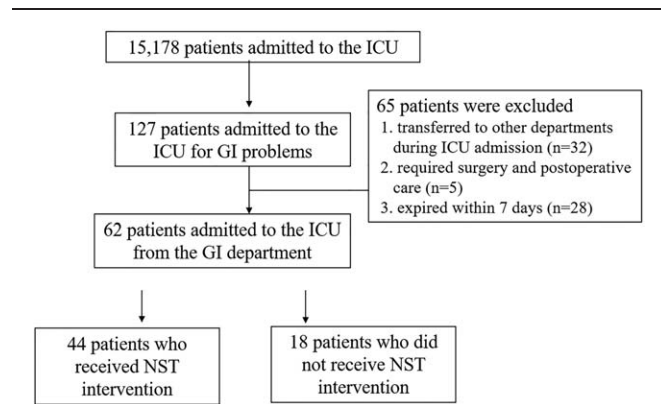 15,178 patients admitted to the ICU
127 patients admitted to the
ICU for GI problems
65 patients were excluded
1. transferred to other departments
during ICU admission (n=32)
2. required surgery and postoperative
care (n=5)
3. expired within 7 days (n=28)
62 patients admitted to the ICU
from the GI department
44 patients who
received NST
intervention
18 patients who did
not receive NST
intervention